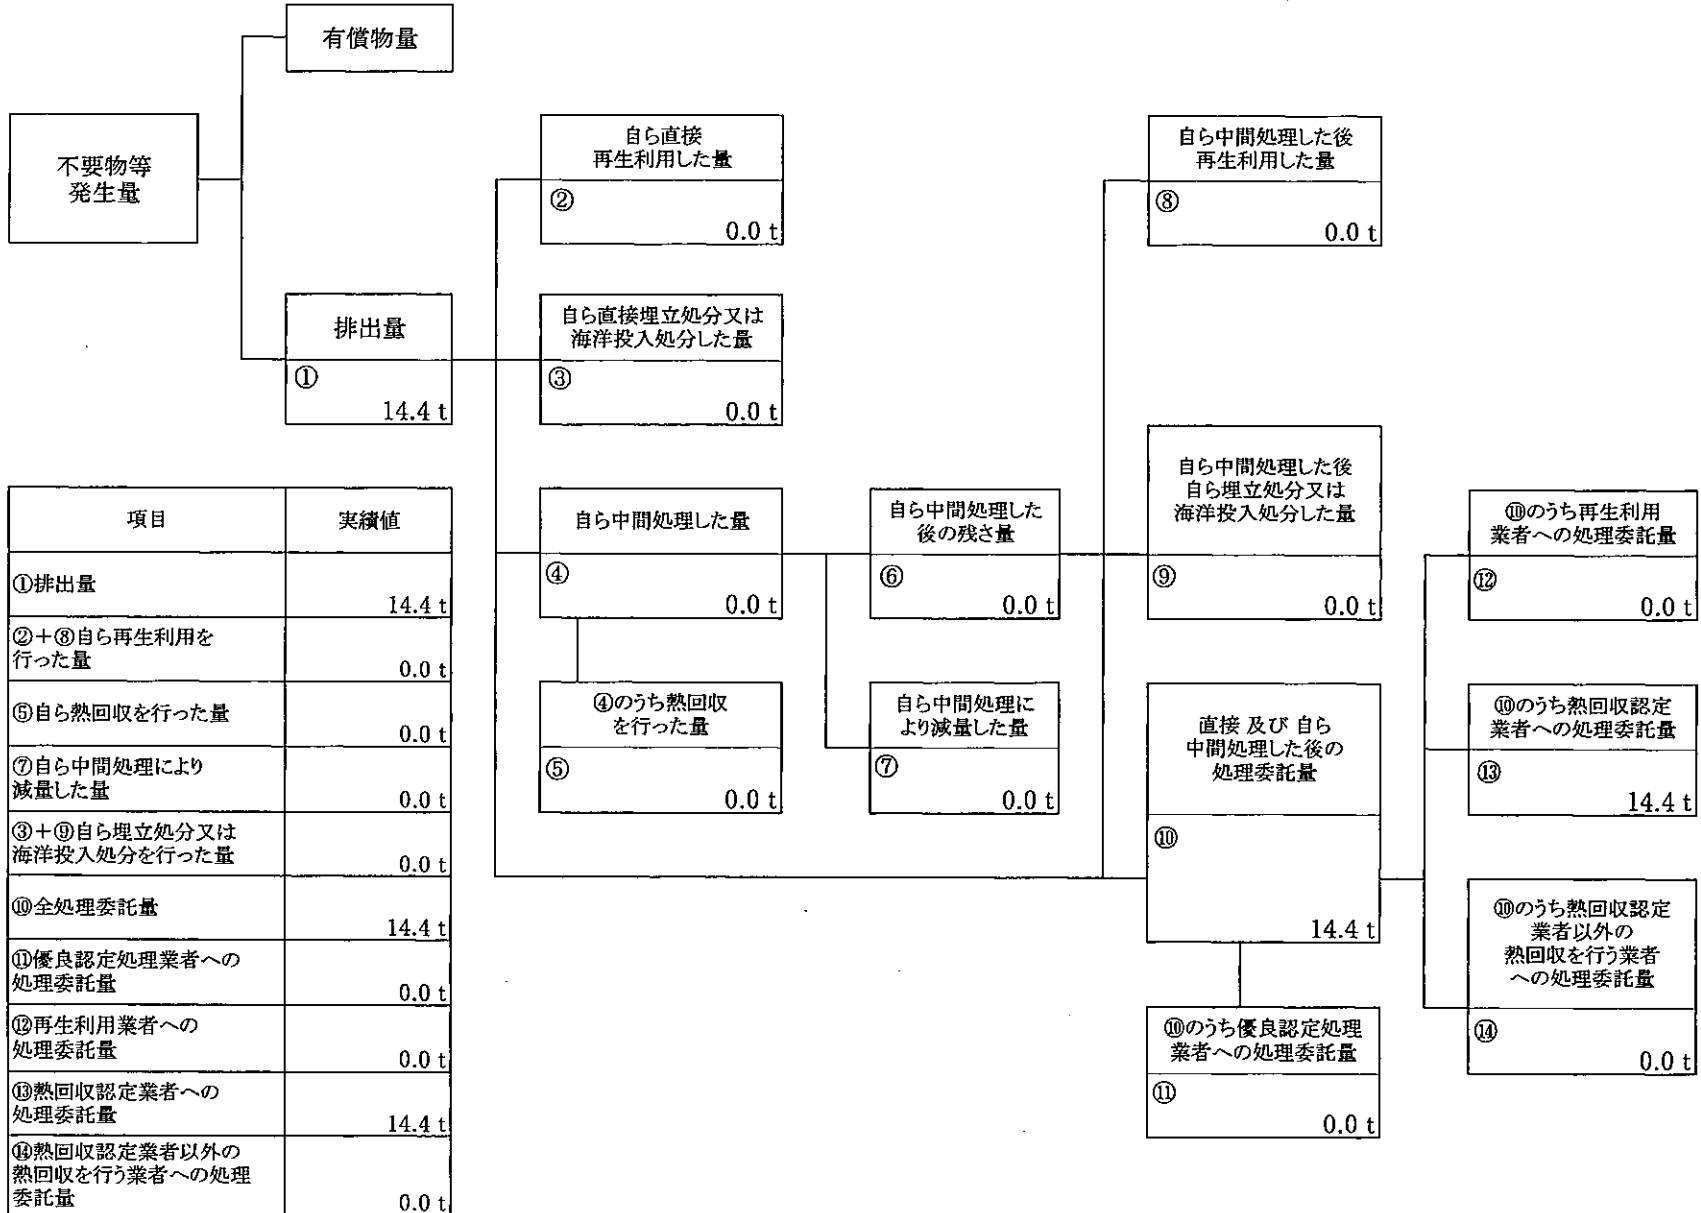 有償物量
不要物等
発生量
排出量
①
14.4 t
自ら直接
再生利用した量
②
0.0 t
自ら直接埋立処分又は
海洋投入処分した量
③
0.0 t
自ら中間処理した量
④
0.0 t
④のうち熱回収
を行った量
⑤
0.0 t
自ら中間処理した
後の残さ量
⑥
0.0 t
自ら中間処理に
より減量した量
⑦
0.0 t
自ら中間処理した後
再生利用した量
⑧
0.0 t
自ら中間処理した後
自ら埋立処分又は
海洋投入処分した量
⑨
0.0 t
直接 及び 自ら
中間処理した後の
処理委託量
⑩
14.4 t
⑩のうち優良認定処理
業者への処理委託量
⑪
0.0 t
⑩のうち再生利用
業者への処理委託量
⑫
0.0 t
⑩のうち熱回収認定
業者への処理委託量
⑬
14.4 t
⑩のうち熱回収認定
業者以外の
熱回収を行う業者
への処理委託量
⑭
0.0 t
項目 実績値
①排出量
14.4 t
②+⑧自ら再生利用を
行った量
0.0 t
⑤自ら熱回収を行った量
0.0 t
⑦自ら中間処理により
減量した量
0.0 t
③+⑨自ら埋立処分又は
海洋投入処分を行った量
0.0 t
⑩全処理委託量
14.4 t
⑪優良認定処理業者への
処理委託量
0.0 t
⑫再生利用業者への
処理委託量
0.0 t
⑬熱回収認定業者への
処理委託量
14.4 t
⑭熱回収認定業者以外の
熱回収を行う業者への処理
委託量
0.0 t